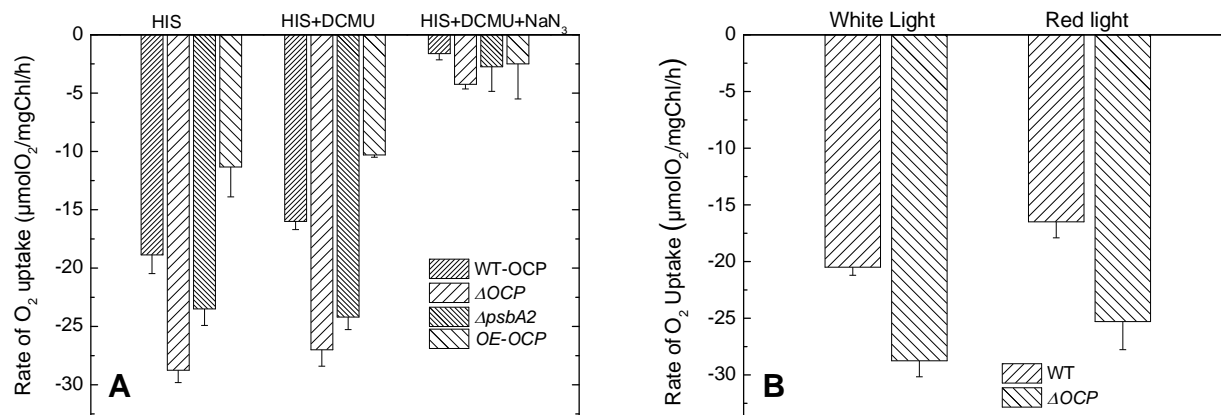 HIS HIS+DCMU HIS+DCMU+NaN₃
0
-5
-10
-15
-20
-25
-30
Rate of O₂ uptake (μmolO₂/mgChl/h)
WT-OCP
ΔOCP
ΔpsbA2
OE-OCP
A
White Light Red light
0
-5
-10
-15
-20
-25
-30
Rate of O₂ Uptake (μmolO₂/mgChl/h)
WT
ΔOCP
B